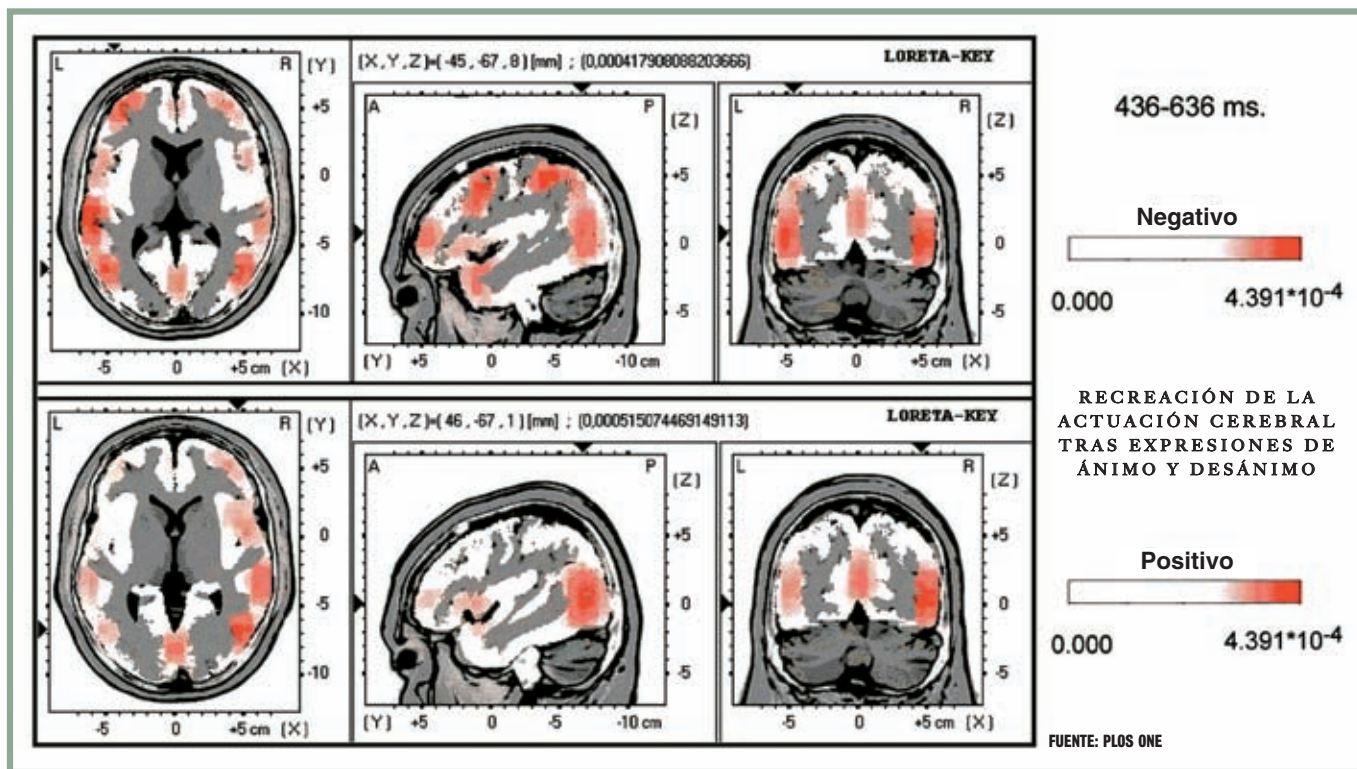 L R [Y]
+5
0
-5
-10
-5 0 +5 cm [X]
[X,Y,Z]=[-45,-67,8][mm] ; [0,000417908088203666]
A P [Z]
+5
0
-5
[Y] +5 0 -5 -10 cm
LORETA-KEY
L R [Z]
+5
0
-5
-5 0 +5 cm [X]
L R [Y]
+5
0
-5
-10
-5 0 +5 cm [X]
[X,Y,Z]=[46,-67,1][mm] ; [0,000515074469149113]
A P [Z]
+5
0
-5
[Y] +5 0 -5 -10 cm
LORETA-KEY
L R [Z]
+5
0
-5
-5 0 +5 cm [X]
436-636 ms.
Negativo
0.000 4.391*10-4
RECREACIÓN DE LA
ACTUACIÓN CEREBRAL
TRAS EXPRESIONES DE
ÁNIMO Y DESÁNIMO
Positivo
0.000 4.391*10-4
FUENTE: PLOS ONE